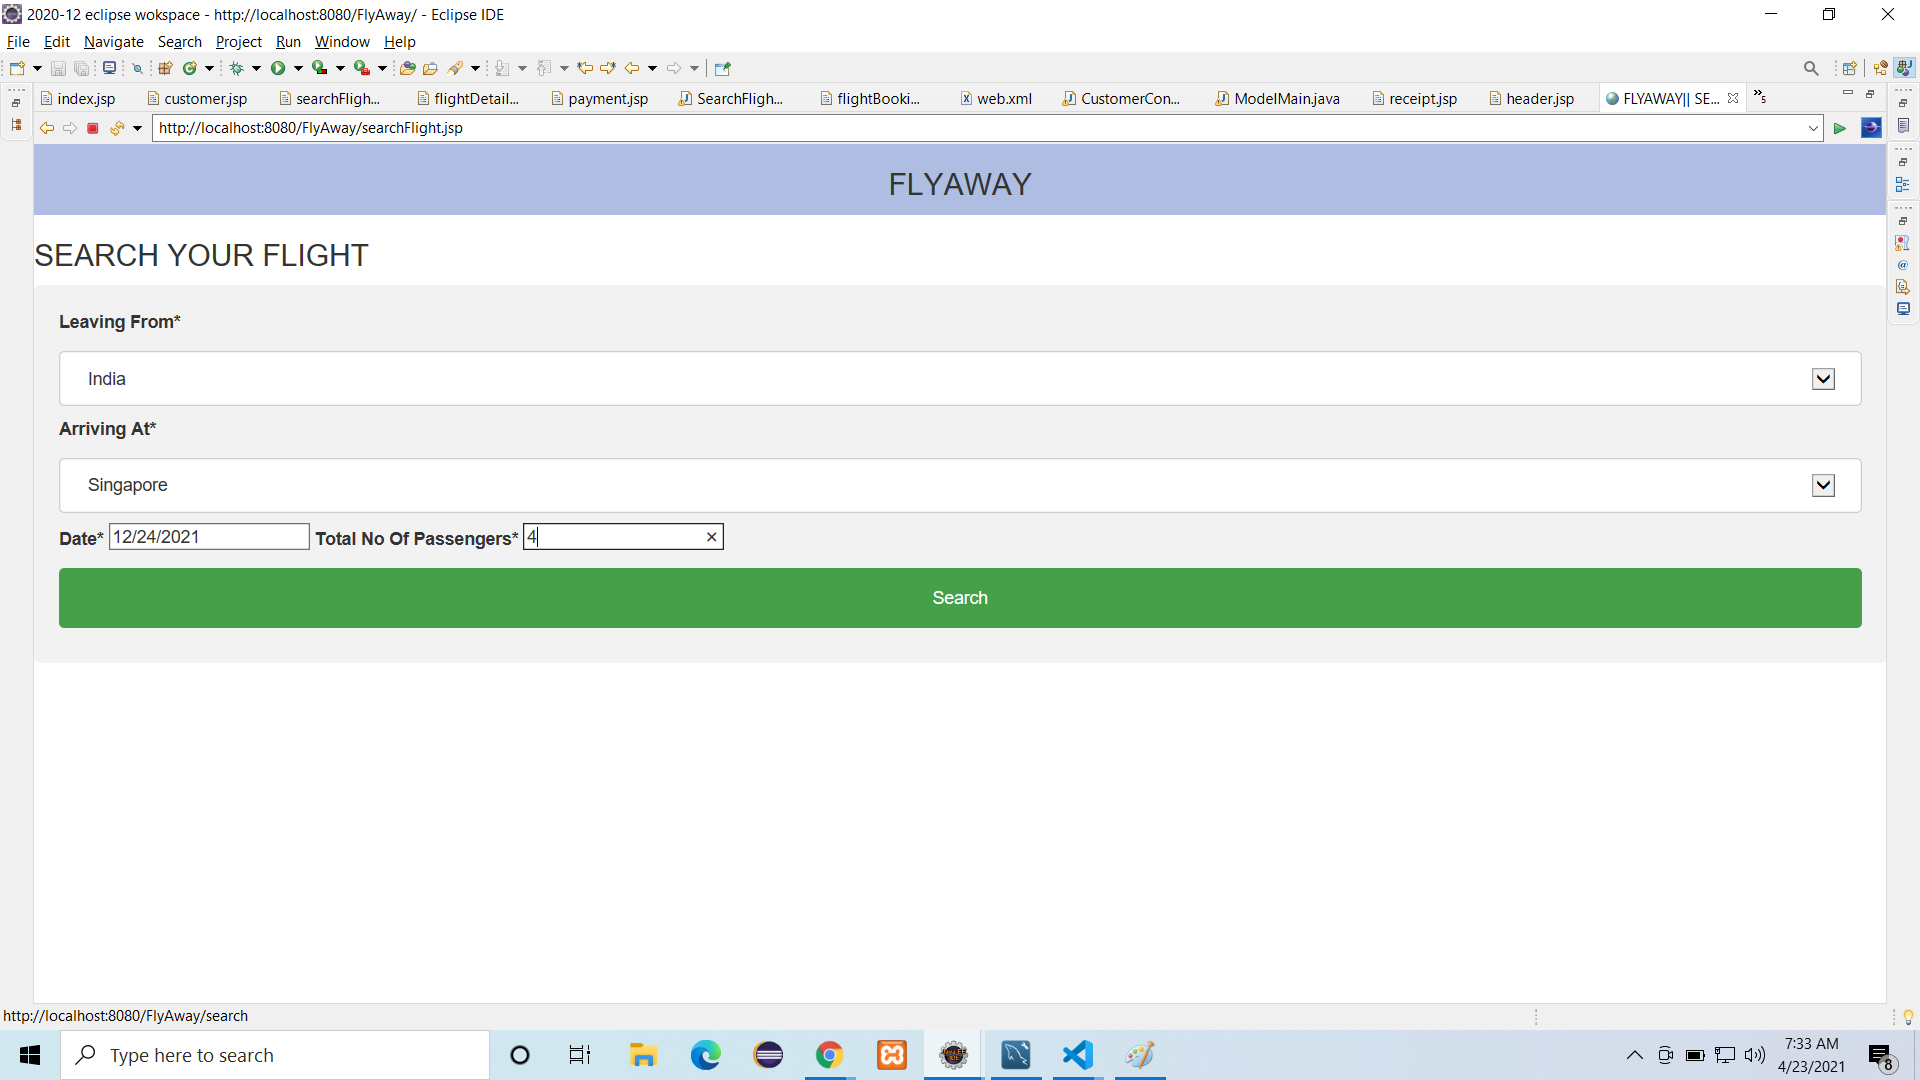 2020-12 eclipse wokspace - http://localhost:8080/FlyAway/ - Eclipse IDE
File Edit Navigate Search Project Run Window Help
index.jsp customer.jsp searchFligh... flightDetail... payment.jsp SearchFligh... flightBooki... web.xml CustomerCon... ModelMain.java receipt.jsp header.jsp FLYAWAY|| SE... »5
http://localhost:8080/FlyAway/searchFlight.jsp
FLYAWAY
SEARCH YOUR FLIGHT
Leaving From*
India
Arriving At*
Singapore
Date* 12/24/2021 Total No Of Passengers* 4
Search
http://localhost:8080/FlyAway/search
Type here to search
7:33 AM
4/23/2021
8